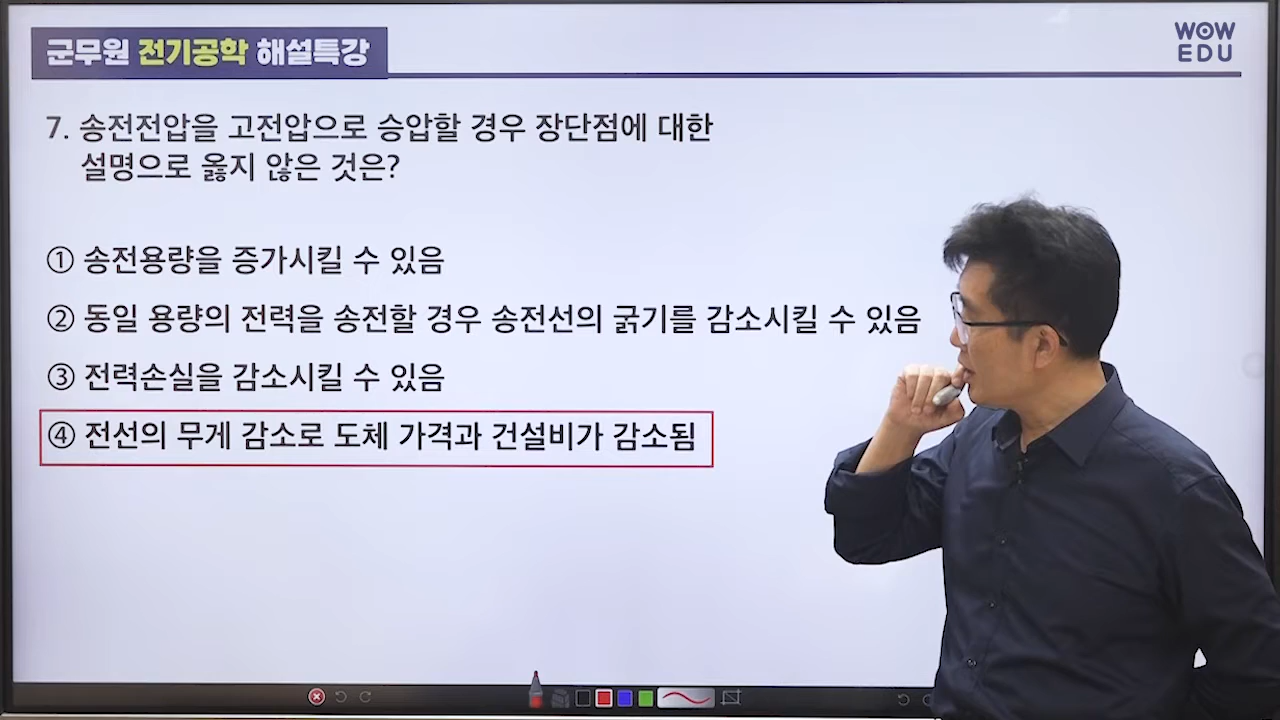 군무원 전기공학 해설특강
WOW
EDU
7. 송전전압을 고전압으로 승압할 경우 장단점에 대한
설명으로 옳지 않은 것은?
① 송전용량을 증가시킬 수 있음
② 동일 용량의 전력을 송전할 경우 송전선의 굵기를 감소시킬 수 있음
③ 전력손실을 감소시킬 수 있음
④ 전선의 무게 감소로 도체 가격과 건설비가 감소됨